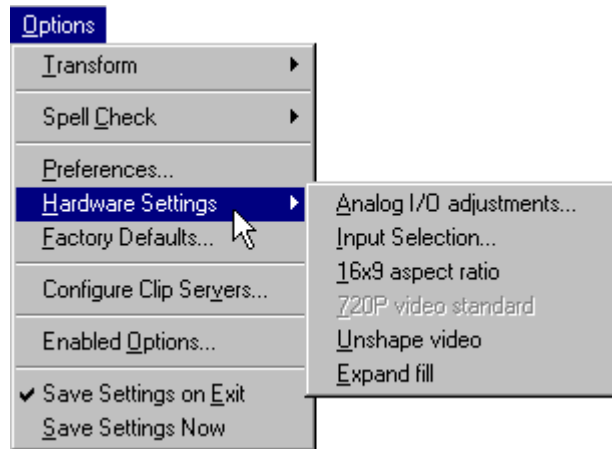 Options
Transform
Spell Check
Preferences...
Hardware Settings
Factory Defaults...
Configure Clip Servers...
Enabled Options...
Save Settings on Exit
Save Settings Now
Analog I/O adjustments...
Input Selection...
16x9 aspect ratio
720P video standard
Unshape video
Expand fill